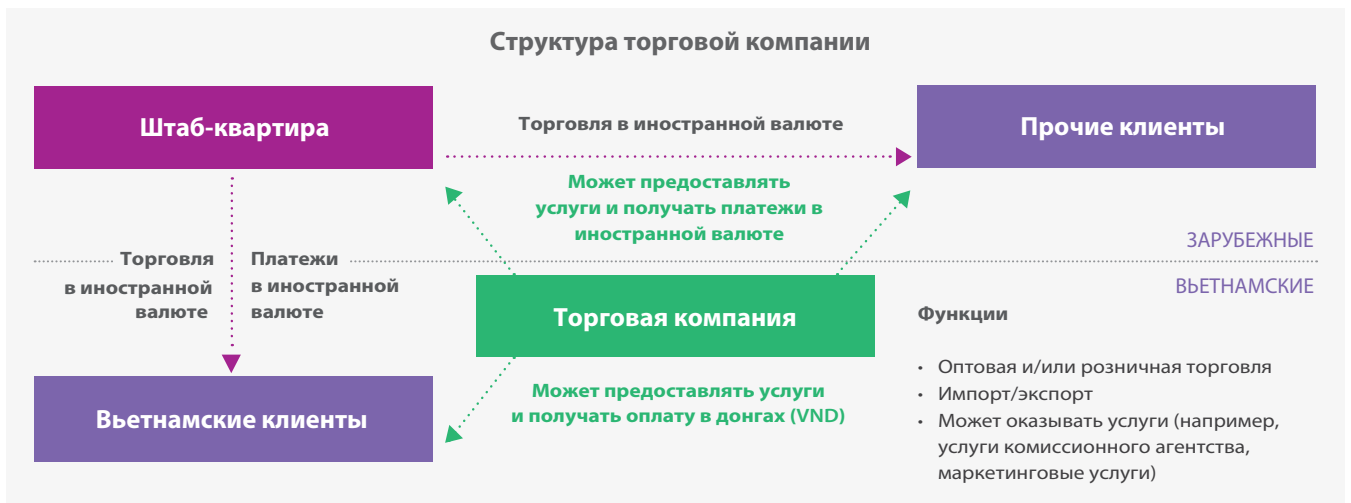 Структура торговой компании
Штаб-квартира
Торговля в иностранной валюте
Прочие клиенты
Может предоставлять
услуги и получать платежи в
иностранной валюте
ЗАРУБЕЖНЫЕ
ВЬЕТНАМСКИЕ
Торговля
в иностранной
валюте
Платежи
в иностранной
валюте
Торговая компания
Вьетнамские клиенты
Может предоставлять услуги
и получать оплату в донгах (VND)
Функции
• Оптовая и/или розничная торговля
• Импорт/экспорт
• Может оказывать услуги (например,
услуги комиссионного агентства,
маркетинговые услуги)